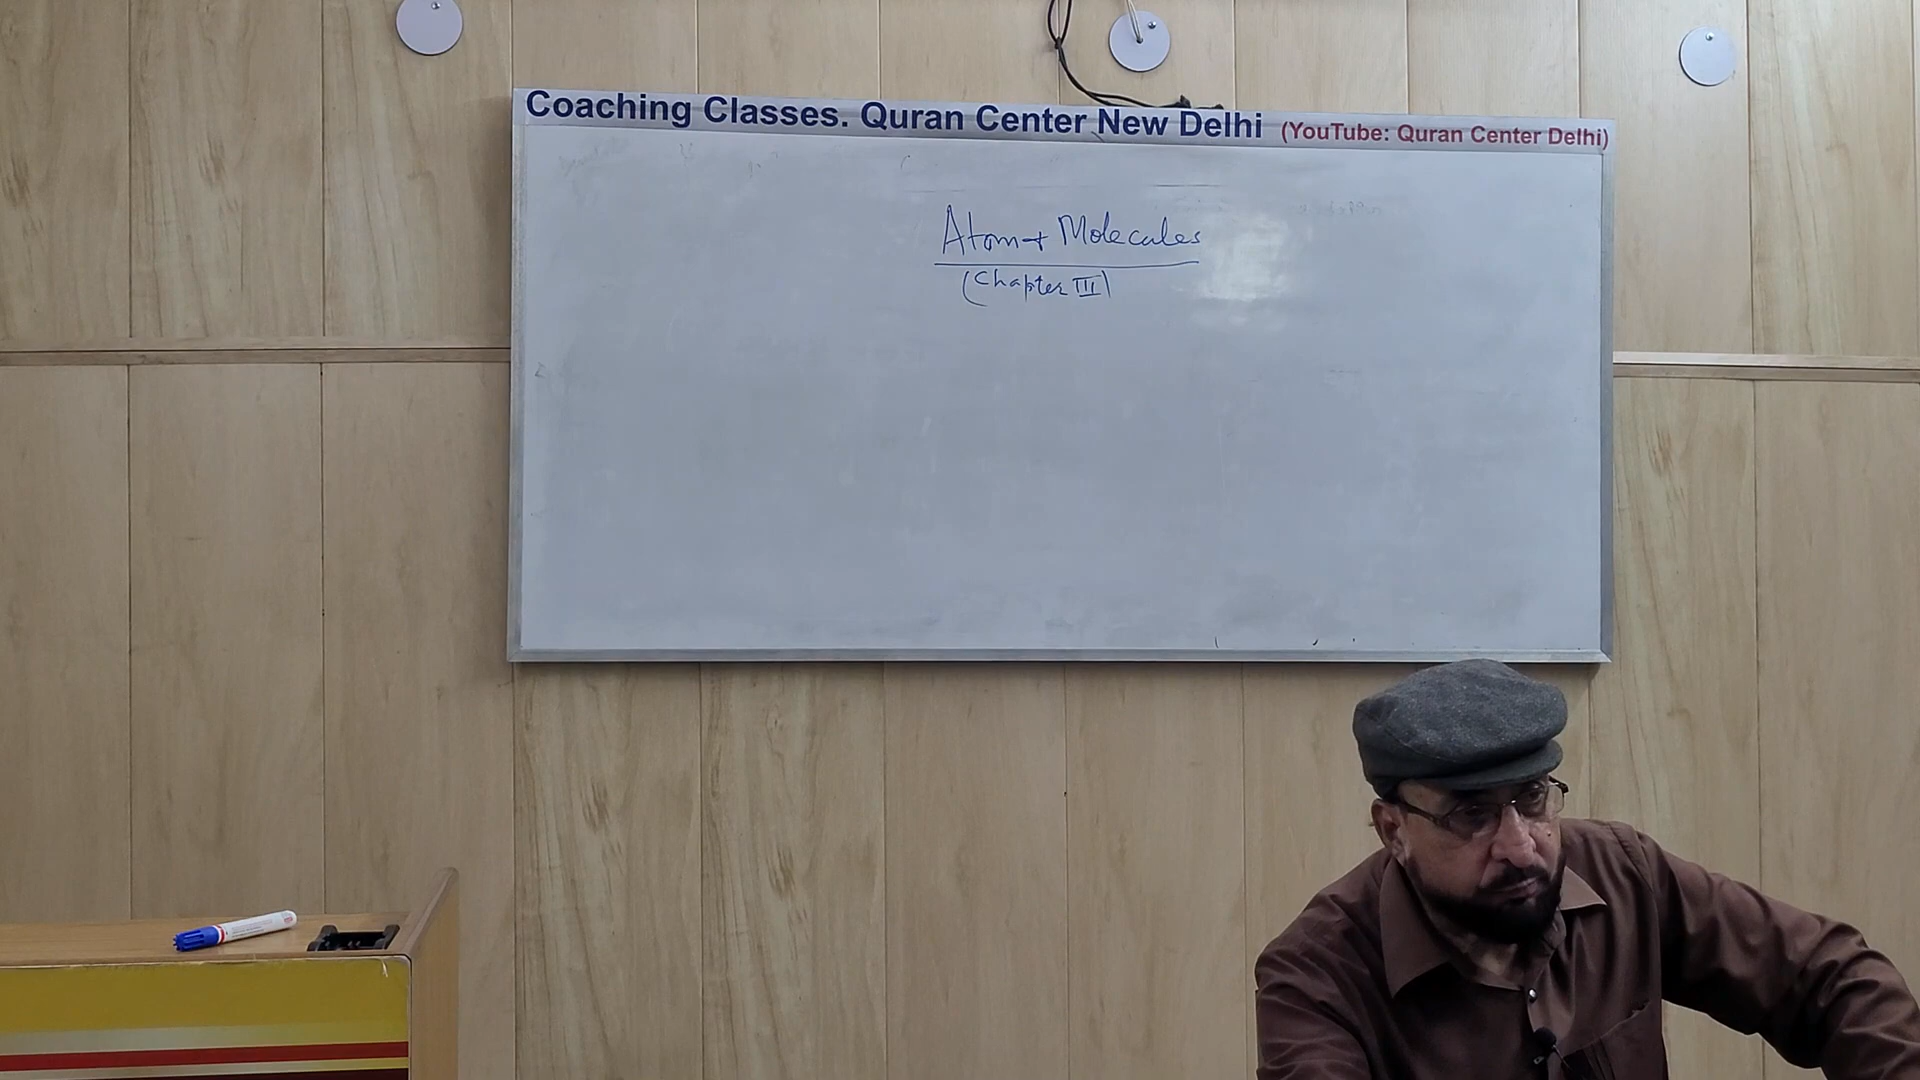 Coaching Classes. Quran Center New Delhi (YouTube: Quran Center Delhi)
Atom + Molecules
(Chapter III)